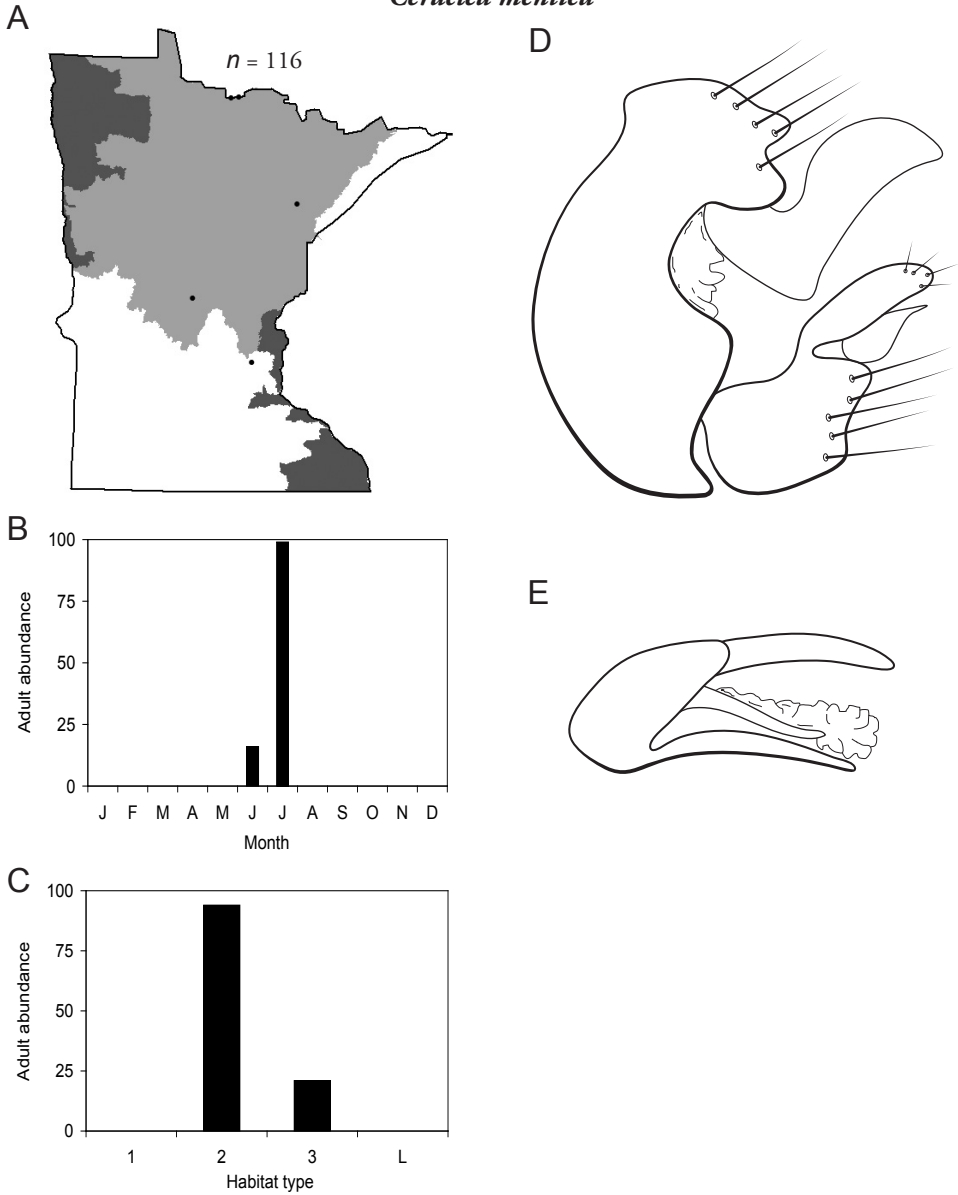 Ceraclea mentiea
A
n = 116
B
100
75
50
25
0
Adult abundance
J F M A M J J A S O N D
Month
C
100
75
50
25
0
Adult abundance
1 2 3 L
Habitat type
D
E